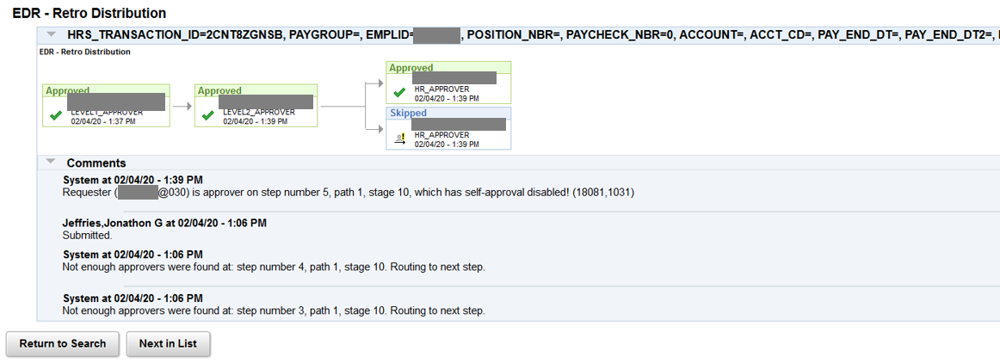 EDR - Retro Distribution
HRS_TRANSACTION_ID=2CNT8ZGNSB, PAYGROUP=, EMPLID= , POSITION_NBR=, PAYCHECK_NBR=0, ACCOUNT=, ACCT_CD=, PAY_END_DT=, PAY_END_DT2=,
EDR - Retro Distribution
Approved
LEVEL1_APPROVER
02/04/20 - 1:37 PM
Approved
LEVEL2_APPROVER
02/04/20 - 1:39 PM
Approved
HR_APPROVER
02/04/20 - 1:39 PM
Skipped
HR_APPROVER
02/04/20 - 1:39 PM
Comments
System at 02/04/20 - 1:39 PM
Requester ( @030) is approver on step number 5, path 1, stage 10, which has self-approval disabled! (18081,1031)
Jeffries,Jonathon G at 02/04/20 - 1:06 PM
Submitted.
System at 02/04/20 - 1:06 PM
Not enough approvers were found at: step number 4, path 1, stage 10. Routing to next step.
System at 02/04/20 - 1:06 PM
Not enough approvers were found at: step number 3, path 1, stage 10. Routing to next step.
Return to Search
Next in List